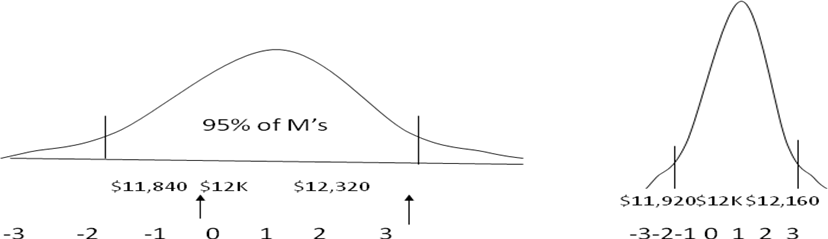 95% of M's
$11,840 $12K $12,320
-3 -2 -1 0 1 2 3
$11,920$12K$12,160
-3-2-1 0 1 2 3